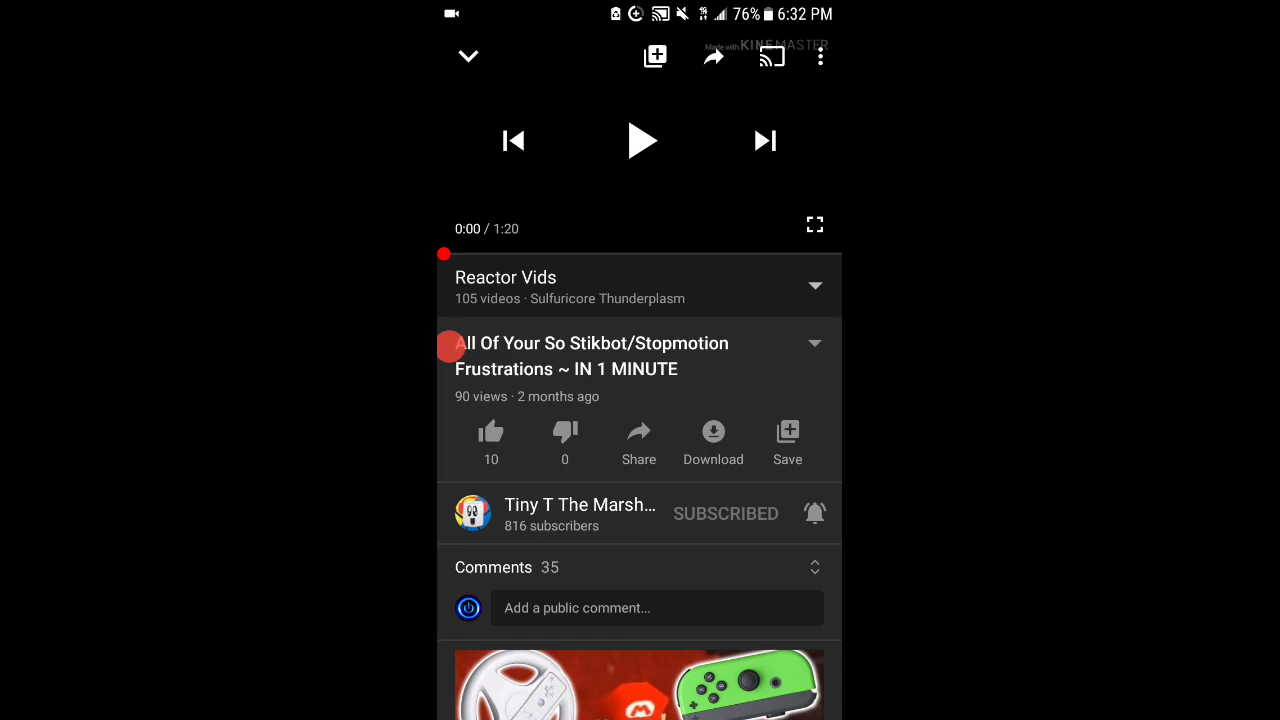 76% 6:32 PM
Made with KINEMASTER
0:00 / 1:20
Reactor Vids
105 videos · Sulfuricore Thunderplasm
All Of Your So Stikbot/Stopmotion
Frustrations ~ IN 1 MINUTE
90 views · 2 months ago
10 0 Share Download Save
Tiny T The Marsh... SUBSCRIBED
816 subscribers
Comments 35
Add a public comment...